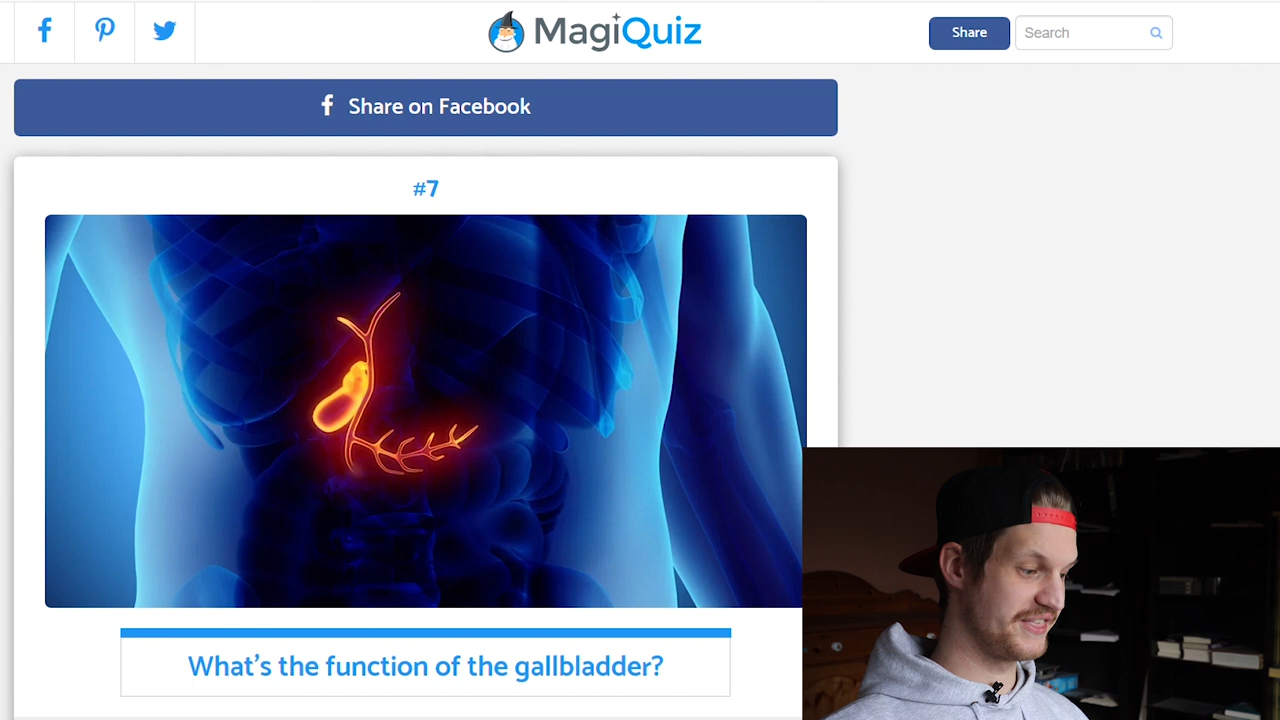 MagiQuiz
Share
Search
Share on Facebook
#7
What's the function of the gallbladder?